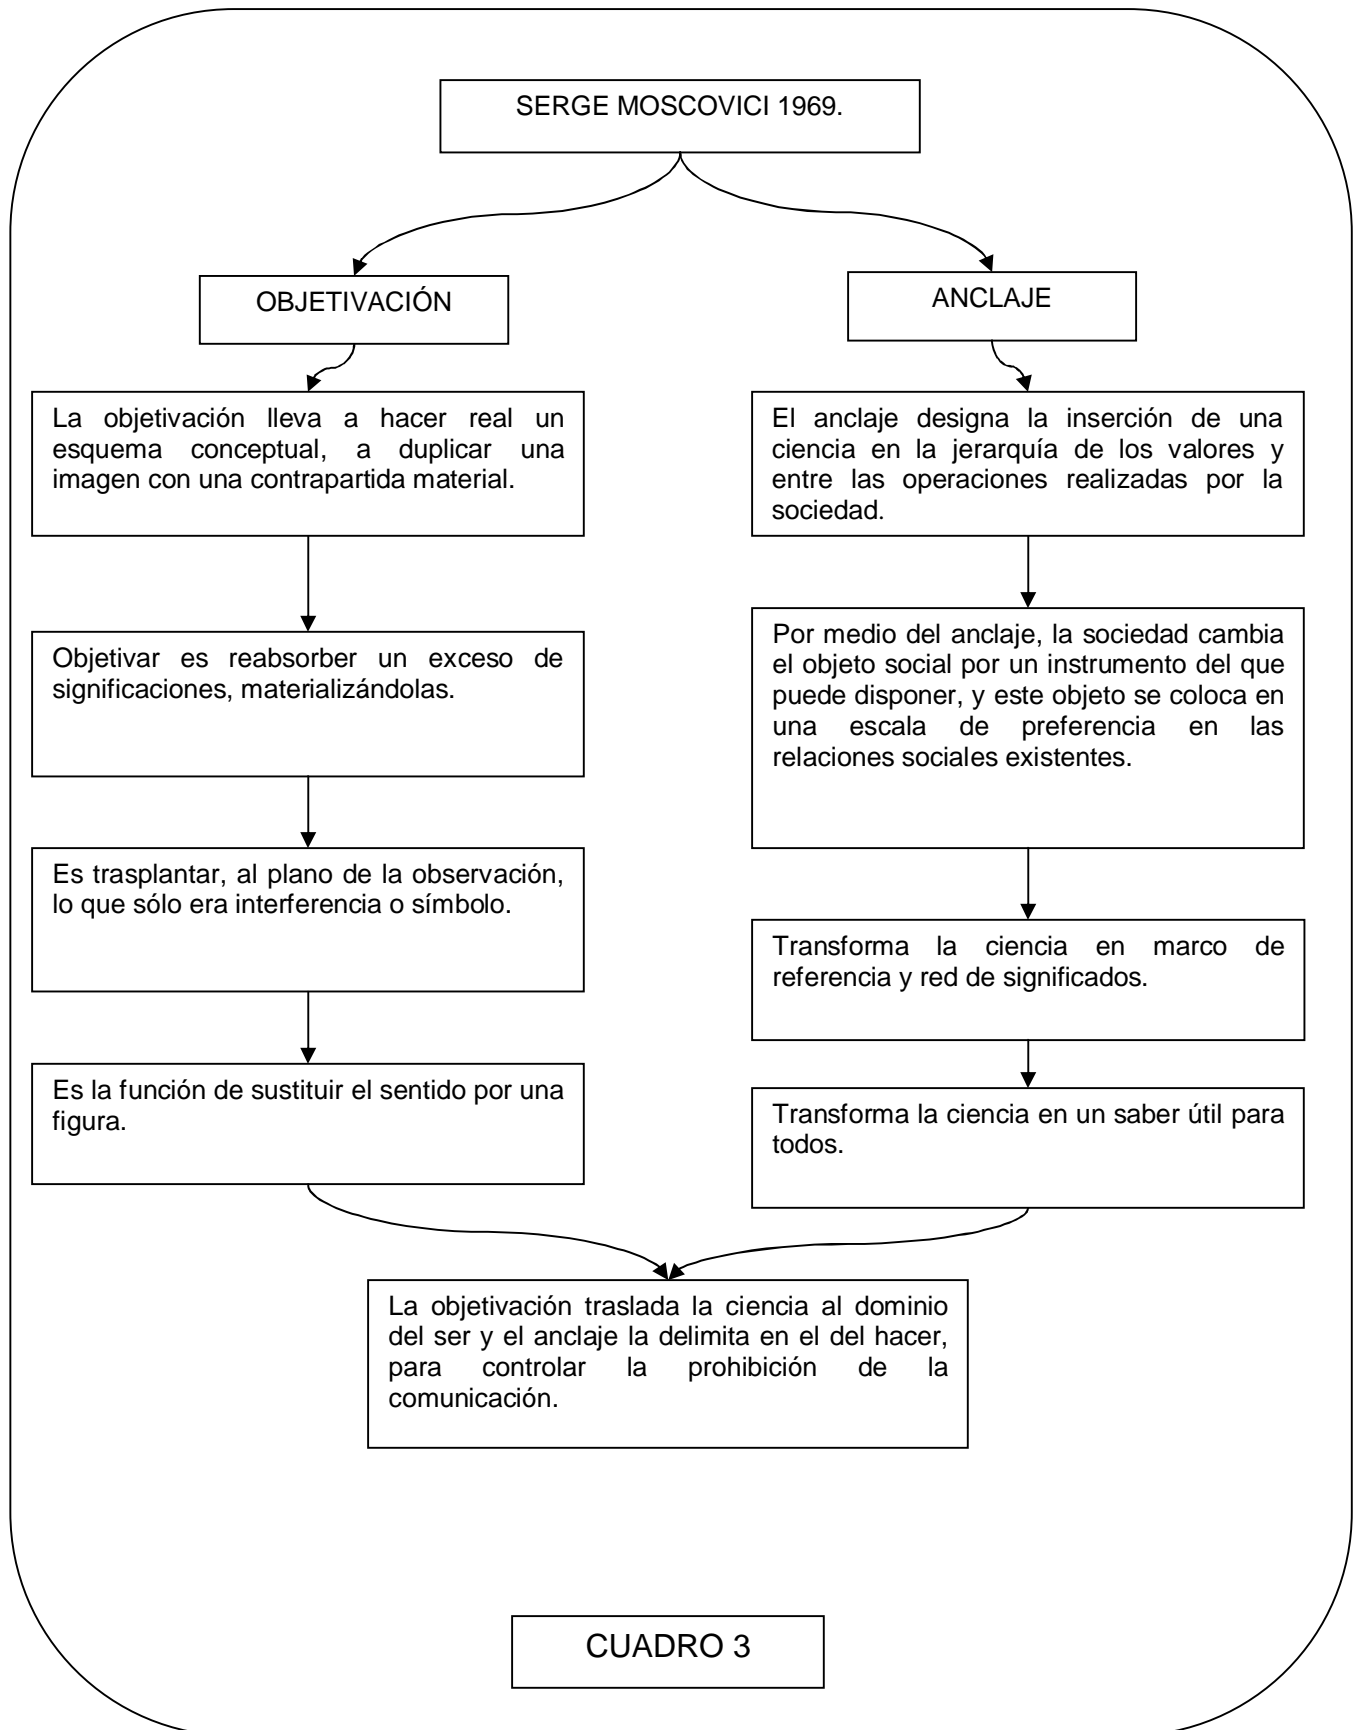 SERGE MOSCOVICI 1969.
OBJETIVACIÓN
ANCLAJE
La objetivación lleva a hacer real un
esquema conceptual, a duplicar una
imagen con una contrapartida material.
El anclaje designa la inserción de una
ciencia en la jerarquía de los valores y
entre las operaciones realizadas por la
sociedad.
Objetivar es reabsorber un exceso de
significaciones, materializándolas.
Por medio del anclaje, la sociedad cambia
el objeto social por un instrumento del que
puede disponer, y este objeto se coloca en
una escala de preferencia en las
relaciones sociales existentes.
Es trasplantar, al plano de la observación,
lo que sólo era interferencia o símbolo.
Transforma la ciencia en marco de
referencia y red de significados.
Es la función de sustituir el sentido por una
figura.
Transforma la ciencia en un saber útil para
todos.
La objetivación traslada la ciencia al dominio
del ser y el anclaje la delimita en el del hacer,
para controlar la prohibición de la
comunicación.
CUADRO 3